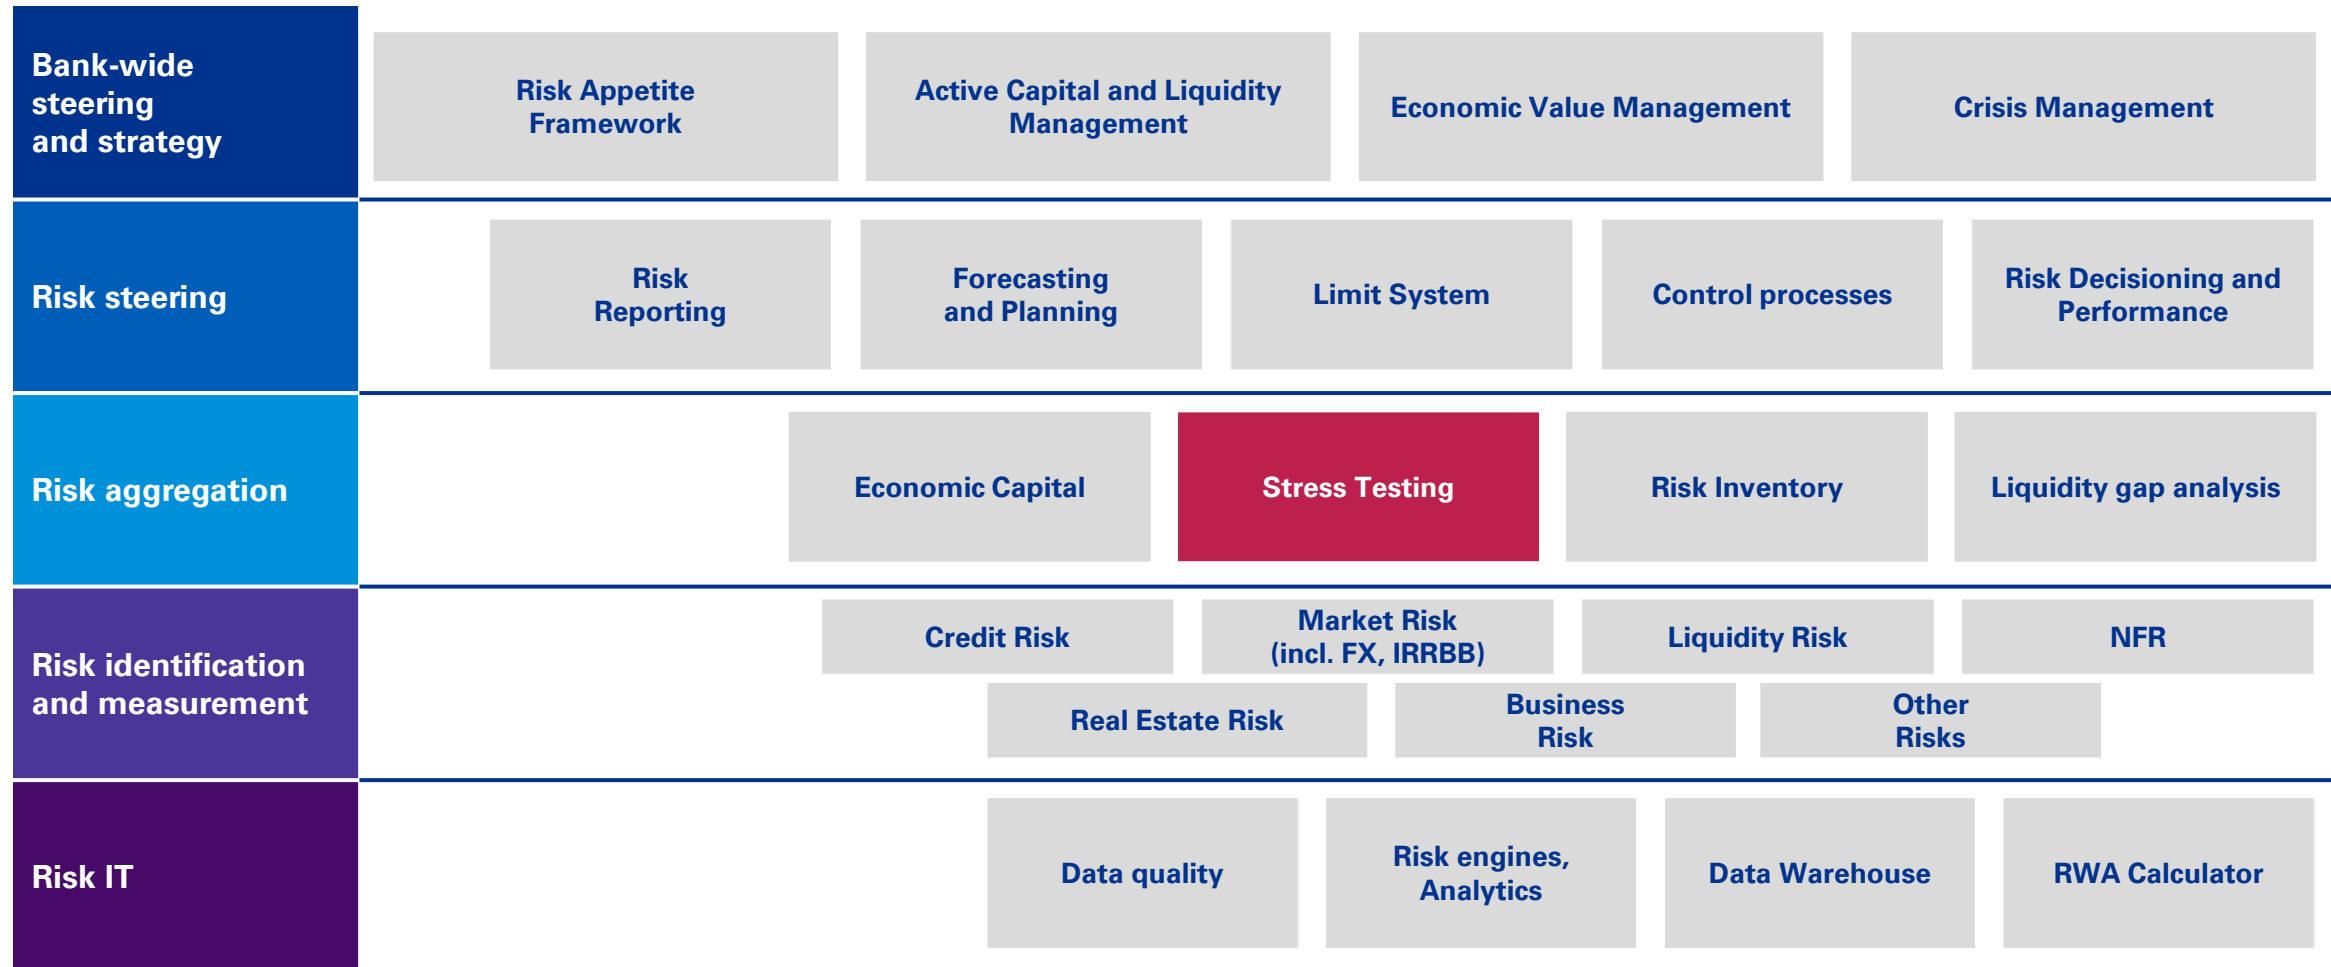 Bank-wide
steering
and strategy
Risk Appetite
Framework
Active Capital and Liquidity
Management
Economic Value Management
Crisis Management
Risk steering
Risk
Reporting
Forecasting
and Planning
Limit System
Control processes
Risk Decisioning and
Performance
Risk aggregation
Economic Capital
Stress Testing
Risk Inventory
Liquidity gap analysis
Risk identification
and measurement
Credit Risk
Market Risk
(incl. FX, IRRBB)
Liquidity Risk
NFR
Real Estate Risk
Business
Risk
Other
Risks
Risk IT
Data quality
Risk engines,
Analytics
Data Warehouse
RWA Calculator